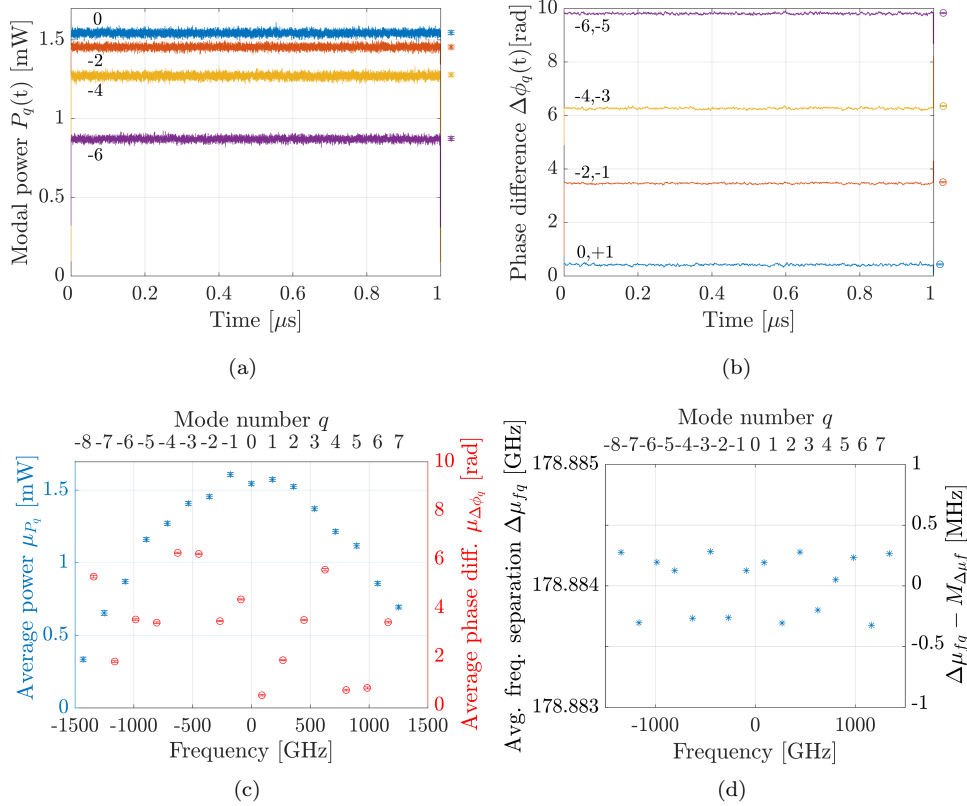 Modal power P_q(t) [mW]
1.5
1
0.5
0
0
-2
-4
-6
0
0.2
0.4
0.6
0.8
1
Time [μs]
(a)
Phase difference Δϕ_q(t)[rad]
10
8
6
4
2
0
-6,-5
-4,-3
-2,-1
0,+1
0
0.2
0.4
0.6
0.8
1
Time [μs]
(b)
Mode number q
-8 -7 -6 -5 -4 -3 -2 -1 0 1 2 3 4 5 6 7
Average power μ_{P_q} [mW]
1.5
1
0.5
0
Average phase diff. μ_{Δϕ_q} [rad]
10
8
6
4
2
0
-1500 -1000 -500 0 500 1000 1500
Frequency [GHz]
(c)
Mode number q
-8 -7 -6 -5 -4 -3 -2 -1 0 1 2 3 4 5 6 7
Avg. freq. separation Δμ_{fq} [GHz]
178.885
178.884
178.883
Δμ_{fq} − M_{Δμf} [MHz]
1
0.5
0
-0.5
-1
-1000 0 1000
Frequency [GHz]
(d)